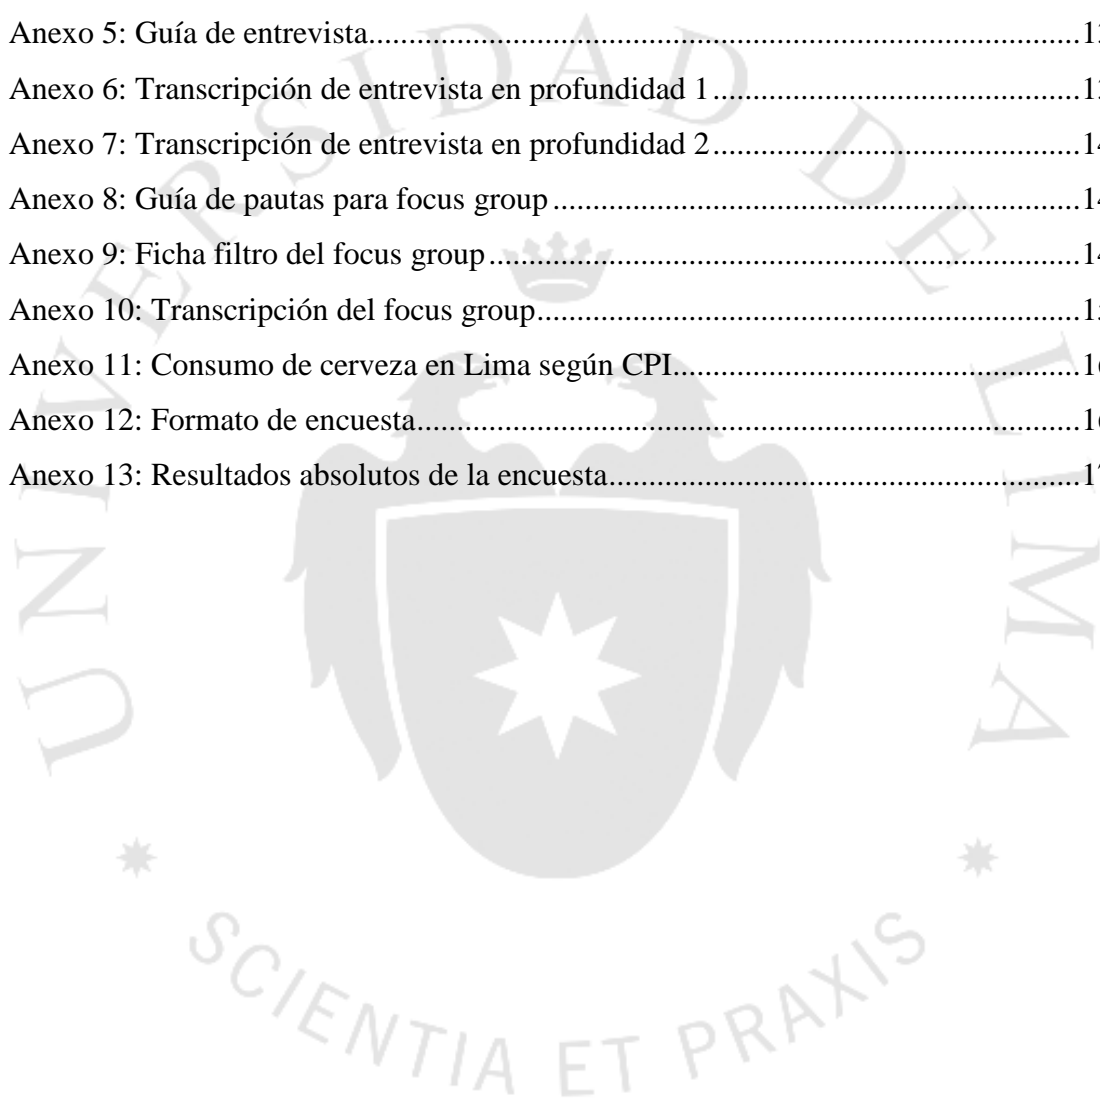 Anexo 5: Guía de entrevista
Anexo 6: Transcripción de entrevista en profundidad 1
Anexo 7: Transcripción de entrevista en profundidad 2
Anexo 8: Guía de pautas para focus group
Anexo 9: Ficha filtro del focus group
Anexo 10: Transcripción del focus group
Anexo 11: Consumo de cerveza en Lima según CPI
Anexo 12: Formato de encuesta
Anexo 13: Resultados absolutos de la encuesta
UNIVERSIDAD DE LIMA
SCIENTIA ET PRAXIS